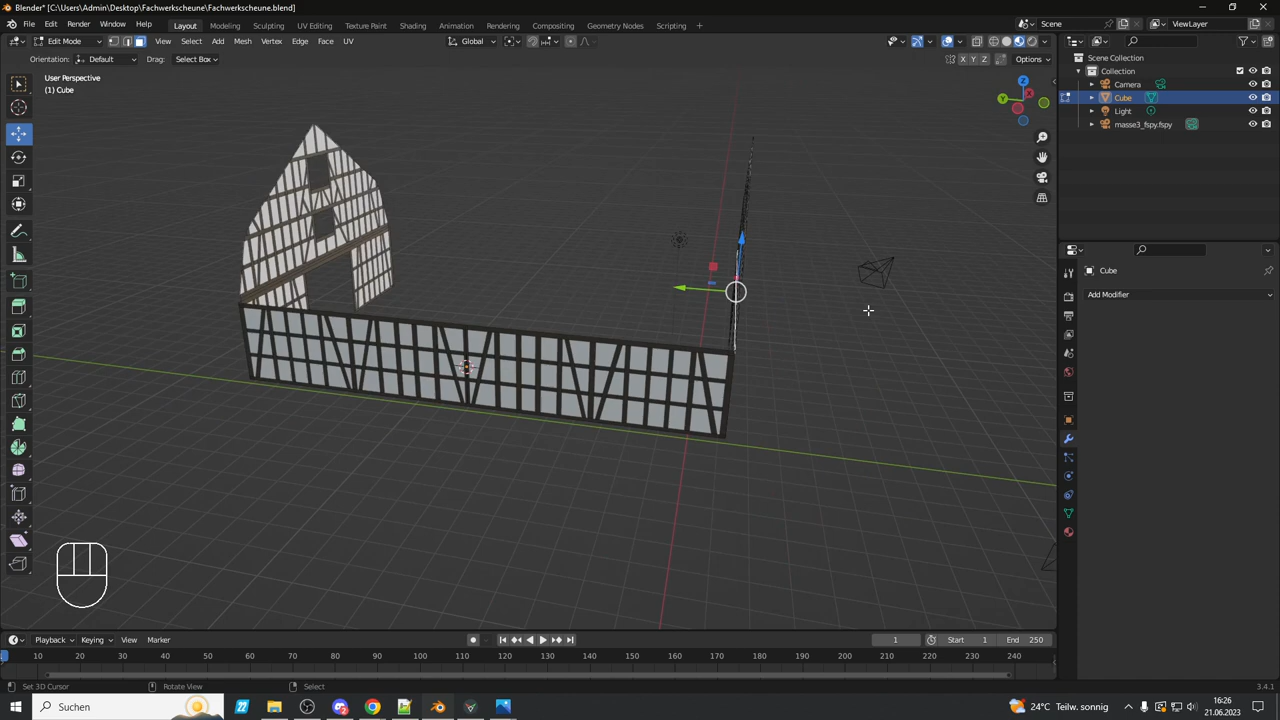 Blender* [C:\Users\Admin\Desktop\Fachwerkscheune\Fachwerkscheune.blend]
File Edit Render Window Help Layout Modeling Sculpting UV Editing Texture Paint Shading Animation Rendering Compositing Geometry Nodes Scripting + Scene ViewLayer
Edit Mode View Select Add Mesh Vertex Edge Face UV Global
Orientation: Default Drag: Select Box X Y Z Options
User Perspective
(1) Cube
Z
Y
X
Scene Collection
Collection
Camera
Cube
Light
masse3_fspy.fspy
Cube
Add Modifier
Playback Keying View Marker 1 Start 1 End 250
10 20 30 40 50 60 70 80 90 100 110 120 130 140 150 160 170 180 190 200 210 220 230 240
Set 3D Cursor Rotate View Select 3.4.1
Suchen 24°C Teilw. sonnig 16:26
21.06.2023